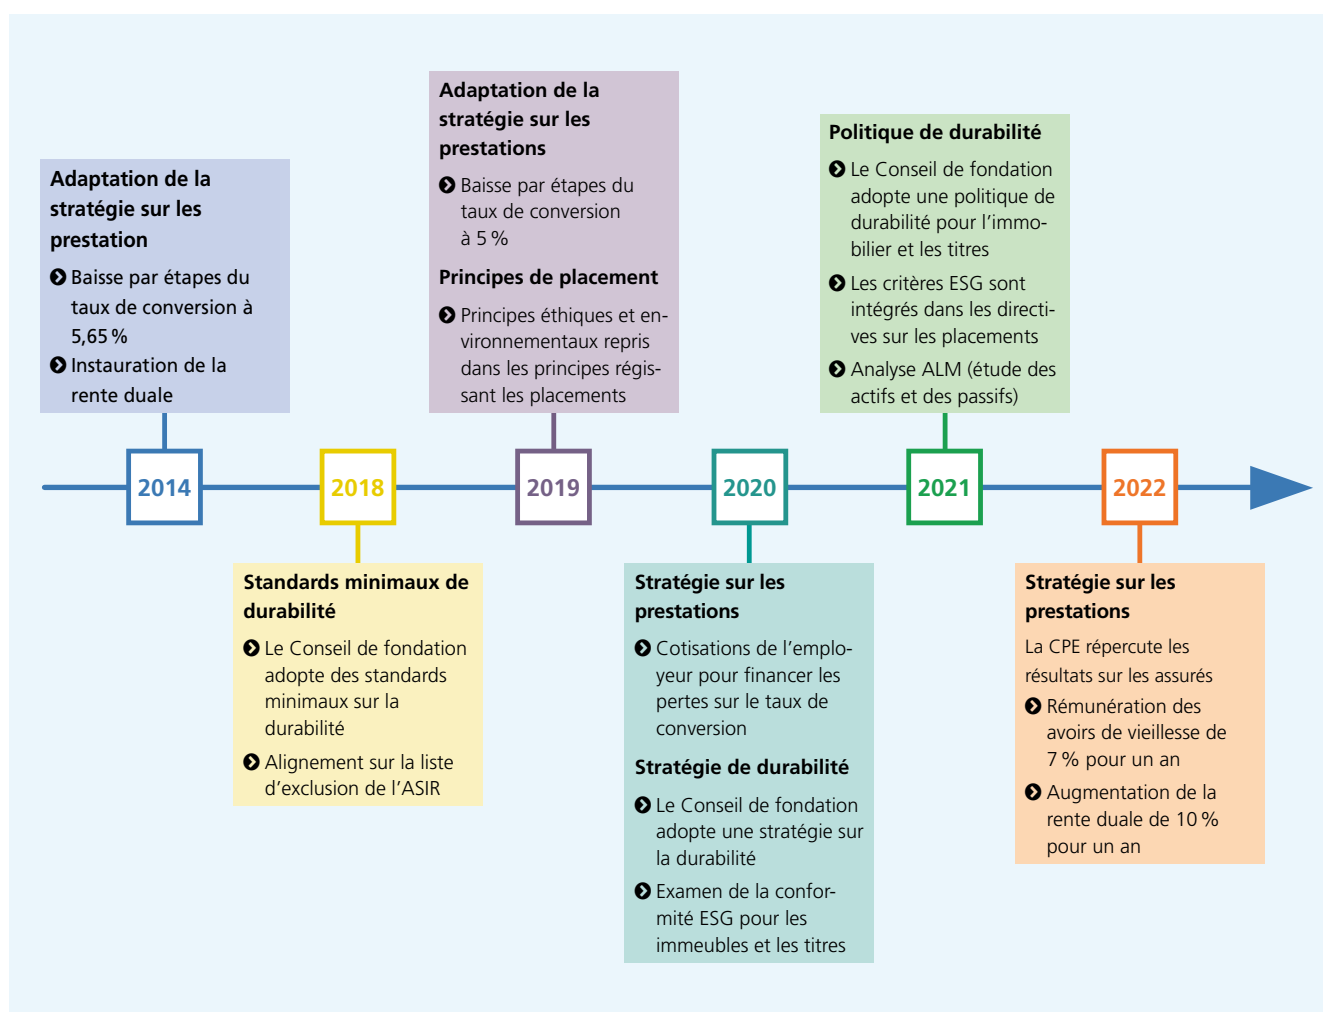 Adaptation de la
stratégie sur les
prestation
Baisse par étapes du
taux de conversion à
5,65 %
Instauration de la
rente duale
Adaptation de la
stratégie sur les
prestations
Baisse par étapes du
taux de conversion
à 5 %
Principes de placement
Principes éthiques et en-
vironnementaux repris
dans les principes régis-
sant les placements
Politique de durabilité
Le Conseil de fondation
adopte une politique de
durabilité pour l'immo-
bilier et les titres
Les critères ESG sont
intégrés dans les directi-
ves sur les placements
Analyse ALM (étude des
actifs et des passifs)
2014
2018
2019
2020
2021
2022
Standards minimaux de
durabilité
Le Conseil de fondation
adopte des standards
minimaux sur la
durabilité
Alignement sur la liste
d'exclusion de l'ASIR
Stratégie sur les
prestations
Cotisations de l'emplo-
yeur pour financer les
pertes sur le taux de
conversion
Stratégie de durabilité
Le Conseil de fondation
adopte une stratégie sur
la durabilité
Examen de la confor-
mité ESG pour les
immeubles et les titres
Stratégie sur les
prestations
La CPE répercute les
résultats sur les assurés
Rémunération des
avoirs de vieillesse de
7 % pour un an
Augmentation de la
rente duale de 10 %
pour un an